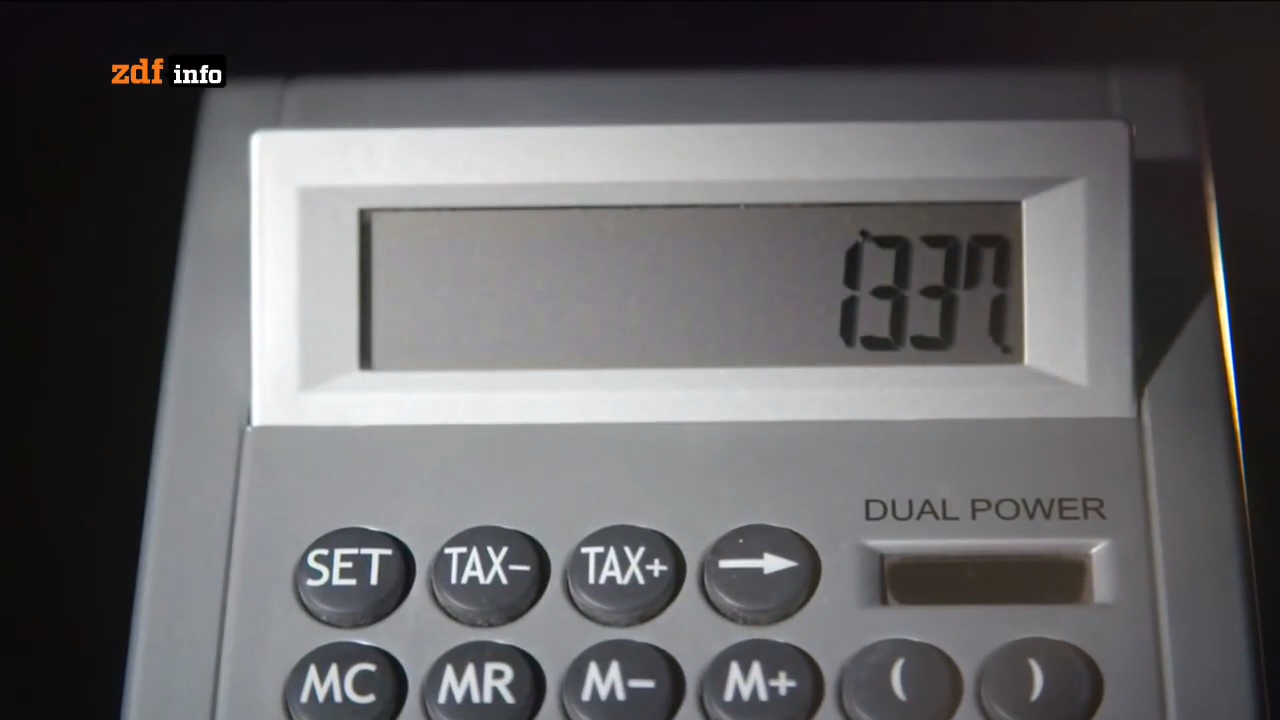 zdf info
1337.
DUAL POWER
SET TAX− TAX+ →
MC MR M− M+ ( )